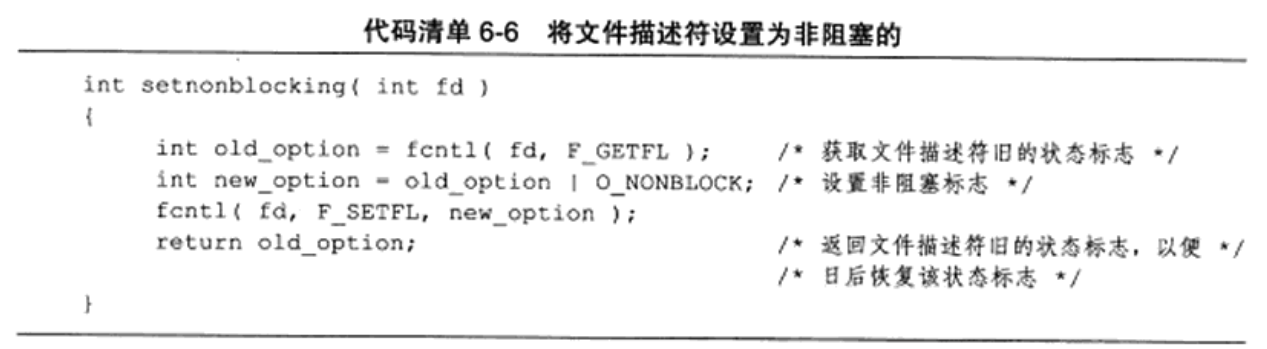 代码清单 6-6 将文件描述符设置为非阻塞的
int setnonblocking( int fd )
{
int old_option = fcntl( fd, F_GETFL ); /* 获取文件描述符旧的状态标志 */
int new_option = old_option | O_NONBLOCK; /* 设置非阻塞标志 */
fcntl( fd, F_SETFL, new_option );
return old_option; /* 返回文件描述符旧的状态标志，以便 */
/* 日后恢复该状态标志 */
}